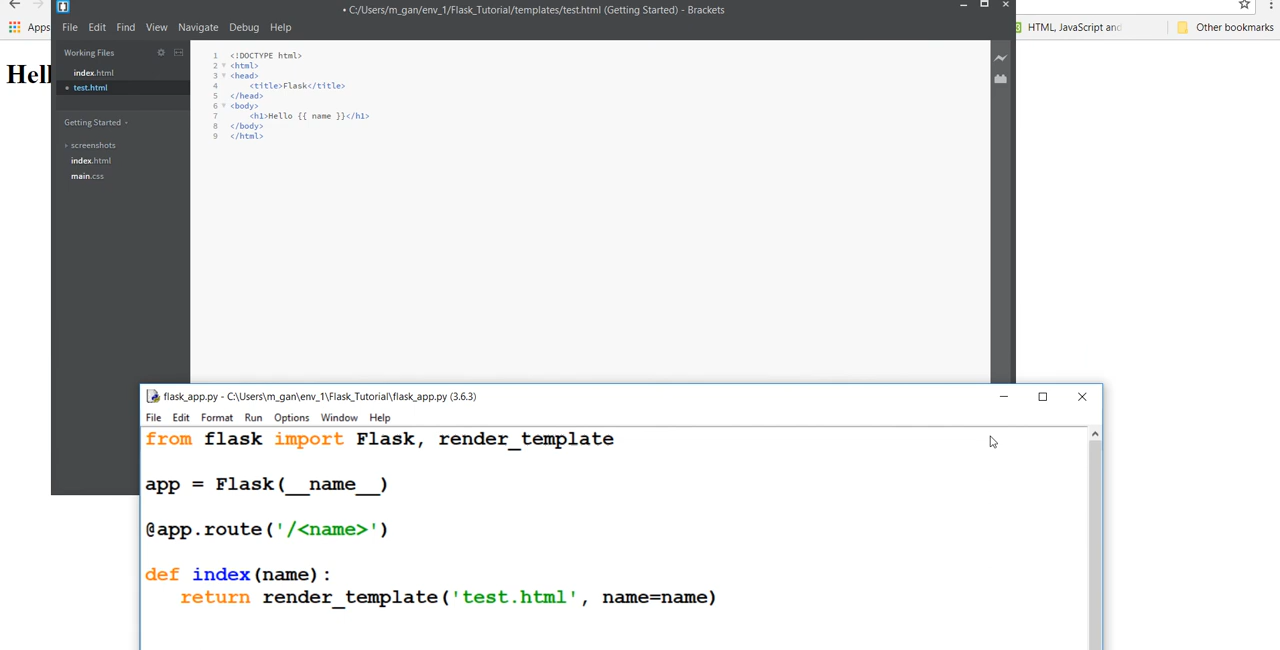 • C:/Users/m_gan/env_1/Flask_Tutorial/templates/test.html (Getting Started) - Brackets
File Edit Find View Navigate Debug Help
Apps
HTML, JavaScript and
Other bookmarks
Hell
Working Files
index.html
• test.html
Getting Started
screenshots
index.html
main.css
1 <!DOCTYPE html>
2 <html>
3 <head>
4 <title>Flask</title>
5 </head>
6 <body>
7 <h1>Hello {{ name }}</h1>
8 </body>
9 </html>
flask_app.py - C:\Users\m_gan\env_1\Flask_Tutorial\flask_app.py (3.6.3)
File Edit Format Run Options Window Help
from flask import Flask, render_template
app = Flask(__name__)
@app.route('/<name>')
def index(name):
return render_template('test.html', name=name)